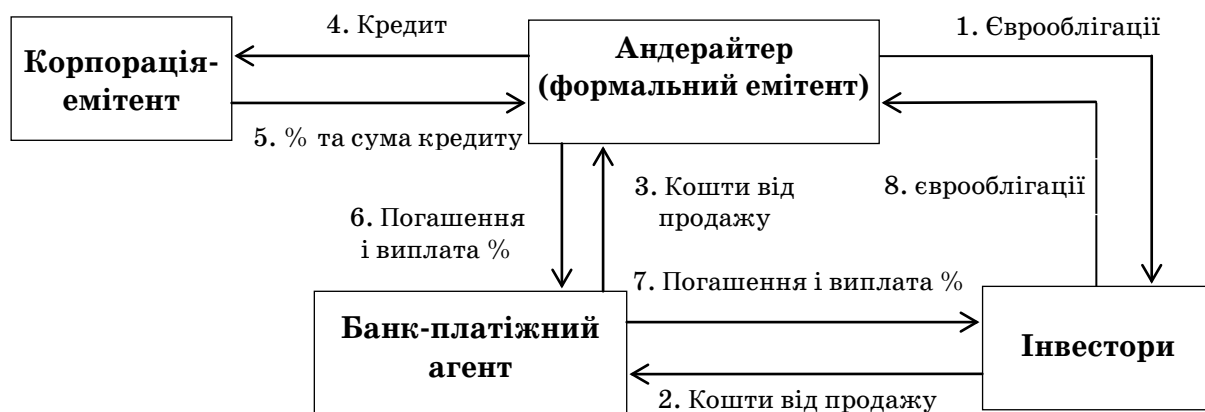 4. Кредит
1. Єврооблігації
Корпорація-
емітент
Андерайтер
(формальний емітент)
5. % та сума кредиту
3. Кошти від
продажу
8. єврооблігації
6. Погашення
і виплата %
7. Погашення і виплата %
Банк-платіжний
агент
Інвестори
2. Кошти від продажу